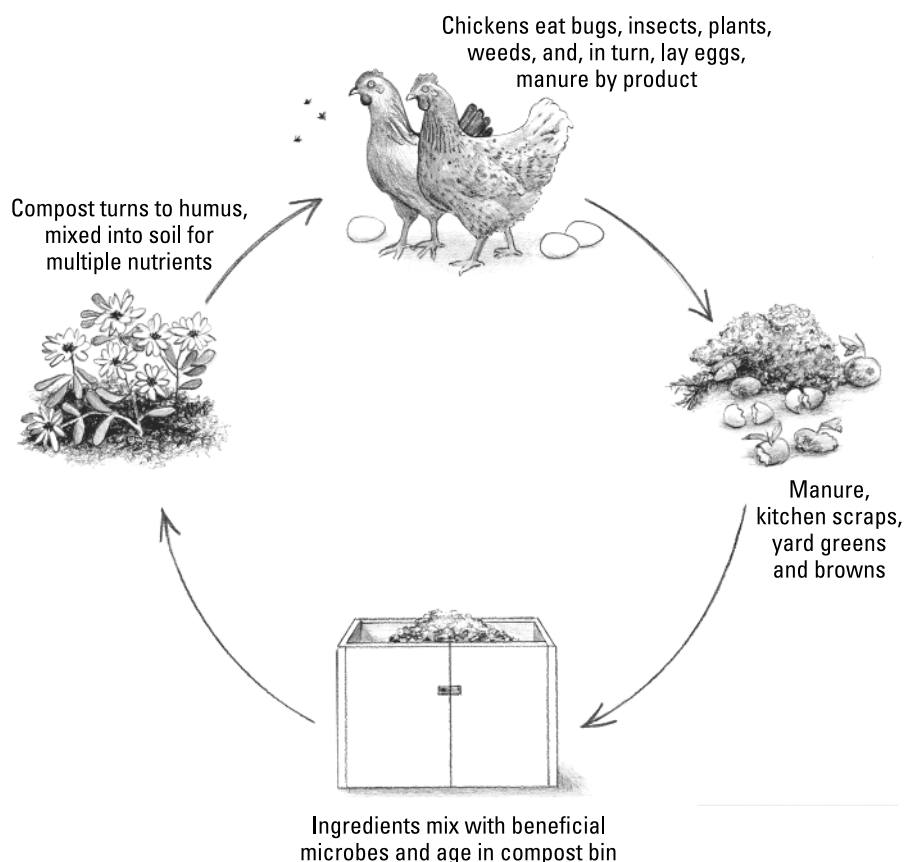 Chickens eat bugs, insects, plants,
weeds, and, in turn, lay eggs,
manure by product
Compost turns to humus,
mixed into soil for
multiple nutrients
Manure,
kitchen scraps,
yard greens
and browns
Ingredients mix with beneficial
microbes and age in compost bin